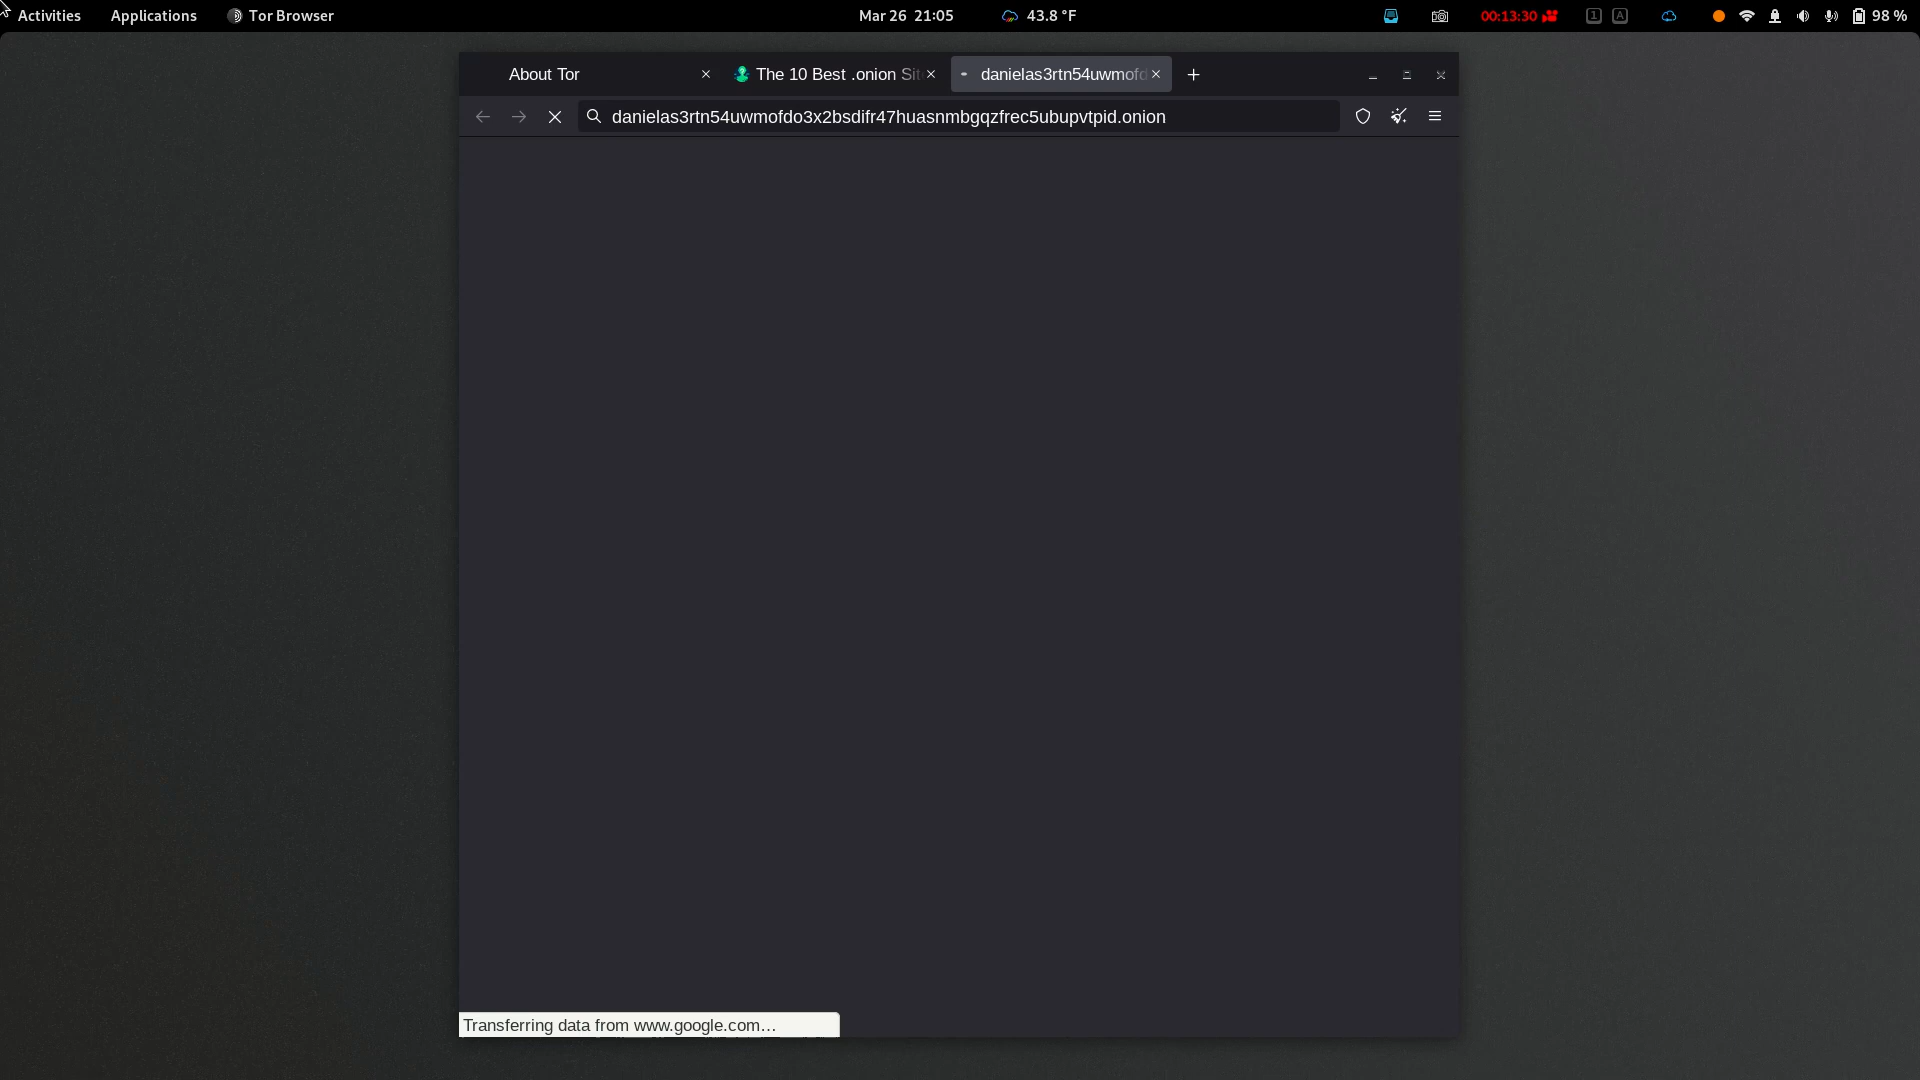 Activities Applications Tor Browser Mar 26 21:05 43.8 °F 00:13:30 1 A 98 %
About Tor The 10 Best .onion Sit danielas3rtn54uwmofd
danielas3rtn54uwmofdo3x2bsdifr47huasnmbgqzfrec5ubupvtpid.onion
Transferring data from www.google.com…